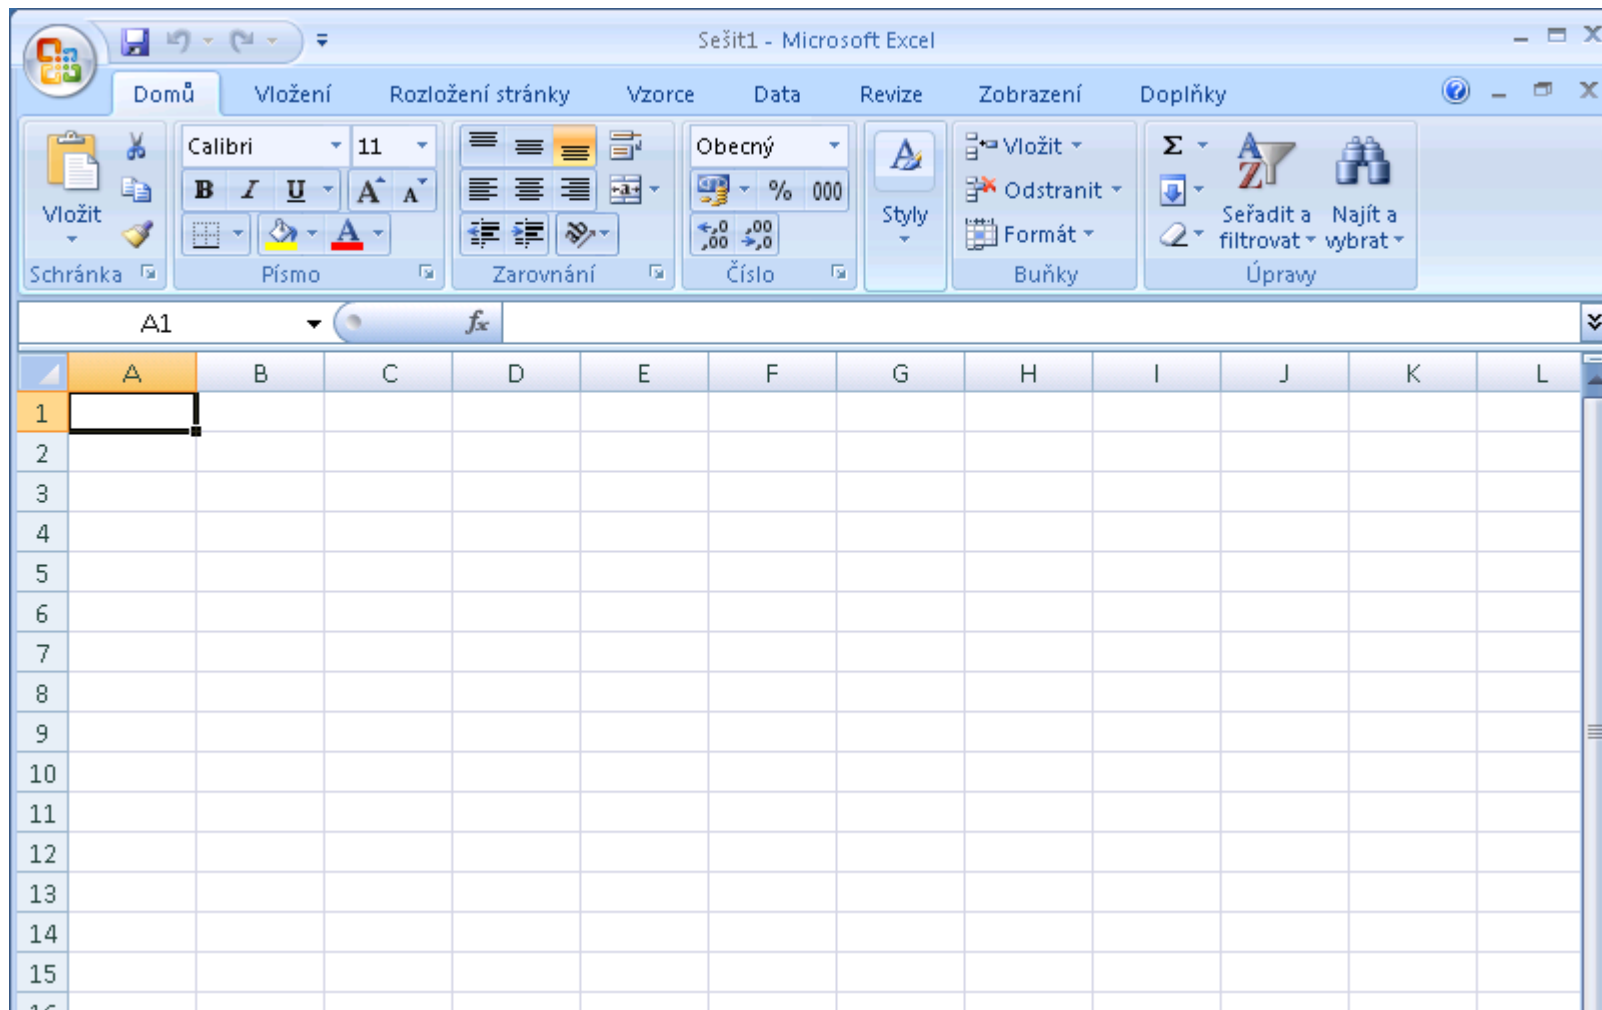 Sešit1 - Microsoft Excel
Domů Vložení Rozložení stránky Vzorce Data Revize Zobrazení Doplňky
Calibri 11 Obecný Vložit Σ
B I U A A % 000 Odstranit
Vložit Styly Formát Seřadit a filtrovat Najít a vybrat
Schránka Písmo Zarovnání Číslo Buňky Úpravy
A1 fx
A B C D E F G H I J K L
1
2
3
4
5
6
7
8
9
10
11
12
13
14
15